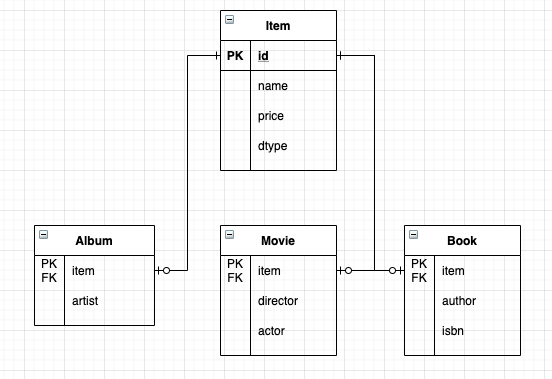 Item
PK id
name
price
dtype
Album
PK
FK
item
artist
Movie
PK
FK
item
director
actor
Book
PK
FK
item
author
isbn